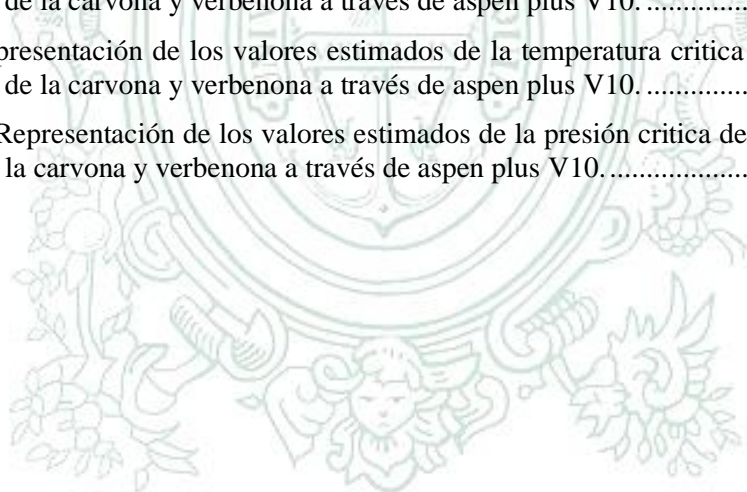 de la carvona y verbenona a través de aspen plus V10. .............
presentación de los valores estimados de la temperatura critica
de la carvona y verbenona a través de aspen plus V10. ...............
Representación de los valores estimados de la presión critica de
la carvona y verbenona a través de aspen plus V10. ...................